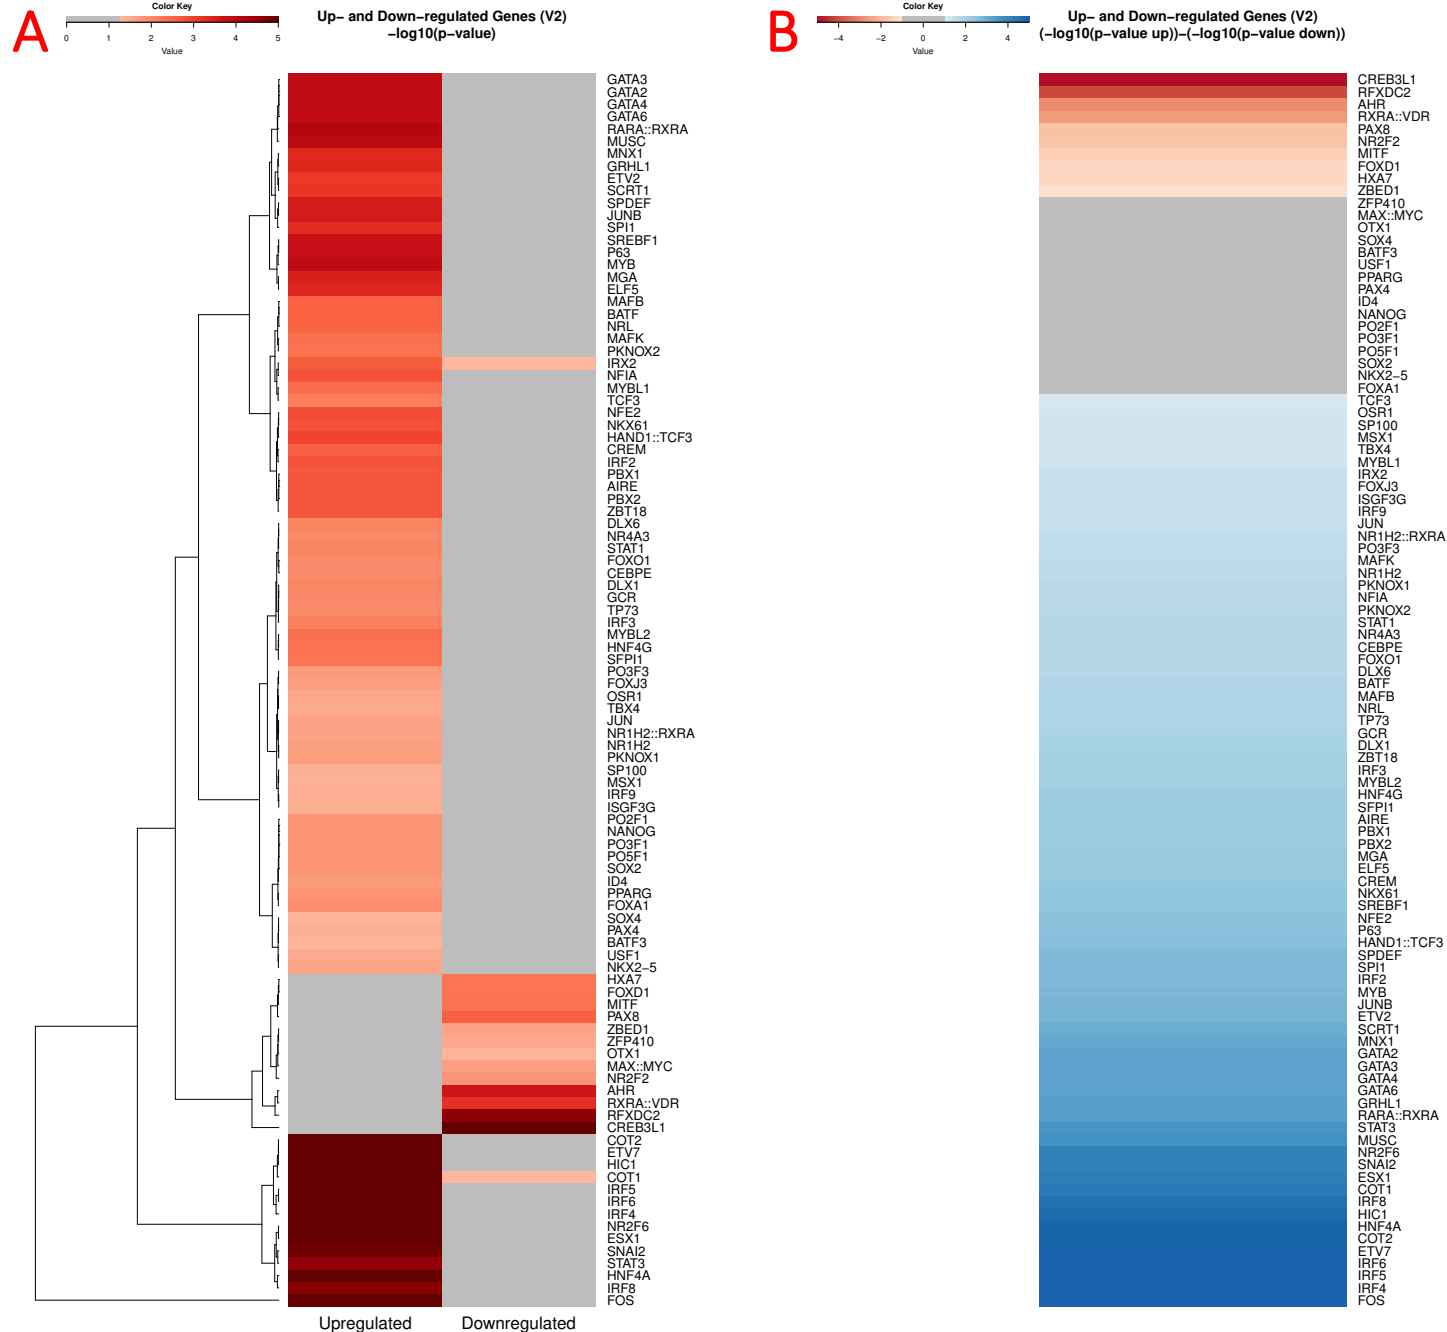 A
Color Key
0 1 2 3 4 5
Value
Up− and Down−regulated Genes (V2)
−log10(p−value)
GATA3
GATA2
GATA4
GATA6
RARA::RXRA
MUSC
MNX1
GRHL1
ETV2
SCRT1
SPDEF
JUNB
SPI1
SREBF1
P63
MYB
MGA
ELF5
MAFB
BATF
NRL
MAFK
PKNOX2
IRX2
NFIA
MYBL1
TCF3
NFE2
NKX61
HAND1::TCF3
CREM
IRF2
PBX1
AIRE
PBX2
ZBT18
DLX6
NR4A3
STAT1
FOXO1
CEBPE
DLX1
GCR
TP73
IRF3
MYBL2
HNF4G
SFPI1
PO3F3
FOXJ3
OSR1
TBX4
JUN
NR1H2::RXRA
NR1H2
PKNOX1
SP100
MSX1
IRF9
ISGF3G
PO2F1
NANOG
PO3F1
PO5F1
SOX2
ID4
PPARG
FOXA1
SOX4
PAX4
BATF3
USF1
NKX2−5
HXA7
FOXD1
MITF
PAX8
ZBED1
ZFP410
OTX1
MAX::MYC
NR2F2
AHR
RXRA::VDR
RFXDC2
CREB3L1
COT2
ETV7
HIC1
COT1
IRF5
IRF6
IRF4
NR2F6
ESX1
SNAI2
STAT3
HNF4A
IRF8
FOS
Upregulated Downregulated
B
Color Key
−4 −2 0 2 4
Value
Up− and Down−regulated Genes (V2)
(−log10(p−value up))−(−log10(p−value down))
CREB3L1
RFXDC2
AHR
RXRA::VDR
PAX8
NR2F2
MITF
FOXD1
HXA7
ZBED1
ZFP410
MAX::MYC
OTX1
SOX4
BATF3
USF1
PPARG
PAX4
ID4
NANOG
PO2F1
PO3F1
PO5F1
SOX2
NKX2−5
FOXA1
TCF3
OSR1
SP100
MSX1
TBX4
MYBL1
IRX2
FOXJ3
ISGF3G
IRF9
JUN
NR1H2::RXRA
PO3F3
MAFK
NR1H2
PKNOX1
NFIA
PKNOX2
STAT1
NR4A3
CEBPE
FOXO1
DLX6
BATF
MAFB
NRL
TP73
GCR
DLX1
ZBT18
IRF3
MYBL2
HNF4G
SFPI1
AIRE
PBX1
PBX2
MGA
ELF5
CREM
NKX61
SREBF1
NFE2
P63
HAND1::TCF3
SPDEF
SPI1
IRF2
MYB
JUNB
ETV2
SCRT1
MNX1
GATA2
GATA3
GATA4
GATA6
GRHL1
RARA::RXRA
STAT3
MUSC
NR2F6
SNAI2
ESX1
COT1
IRF8
HIC1
HNF4A
COT2
ETV7
IRF6
IRF5
IRF4
FOS